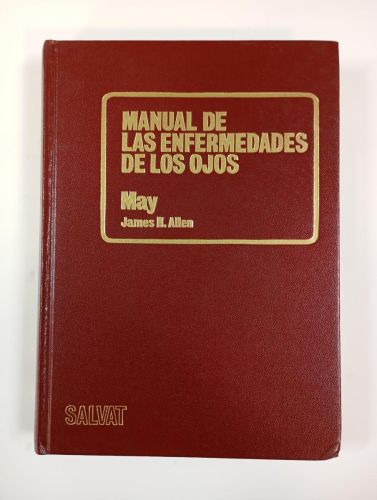 MANUAL DE
LAS ENFERMEDADES
DE LOS OJOS
May
James H. Allen
SALVAT